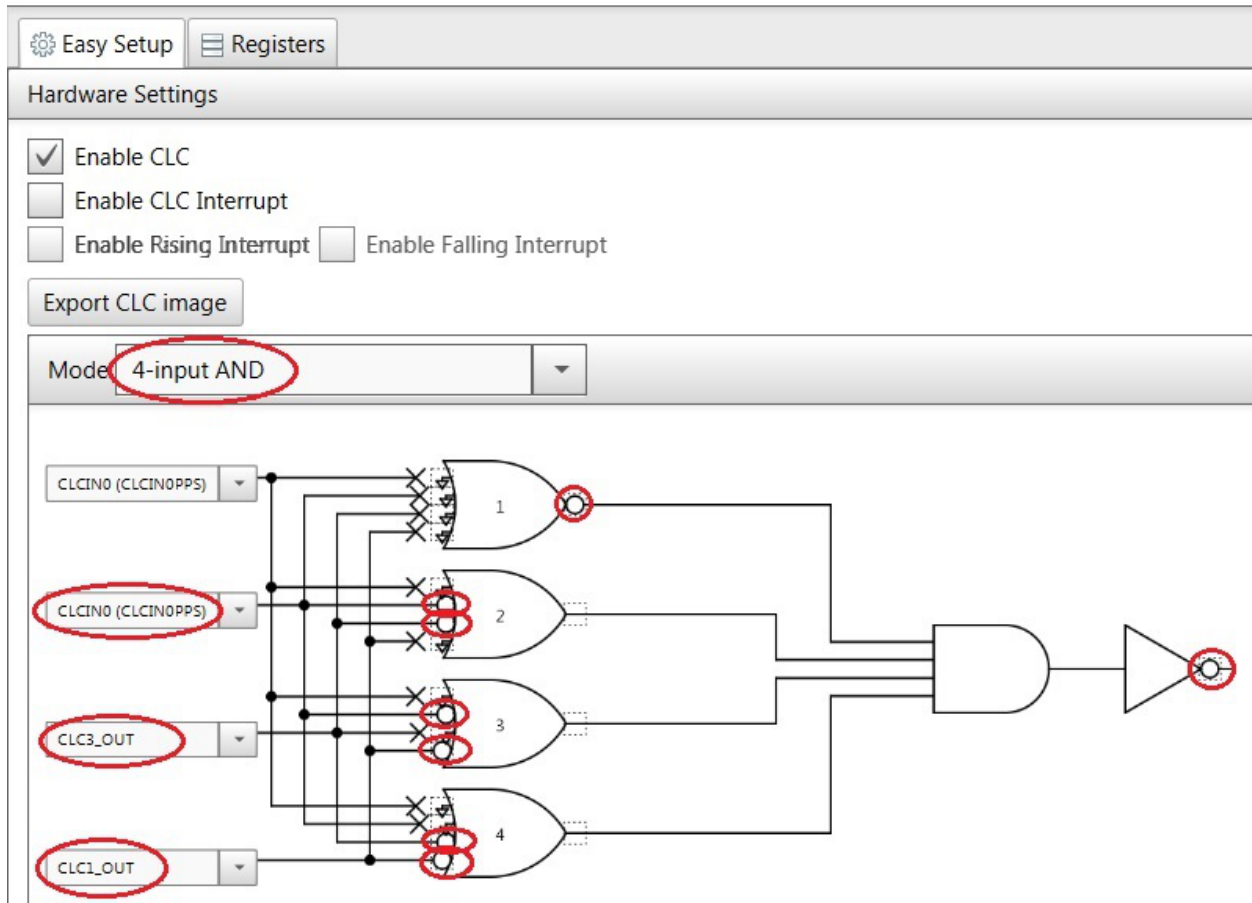 Easy Setup Registers
Hardware Settings
Enable CLC
Enable CLC Interrupt
Enable Rising Interrupt Enable Falling Interrupt
Export CLC image
Mode 4-input AND
CLCIN0 (CLCIN0PPS)
1
CLCIN0 (CLCIN0PPS)
2
CLC3_OUT
3
CLC1_OUT
4